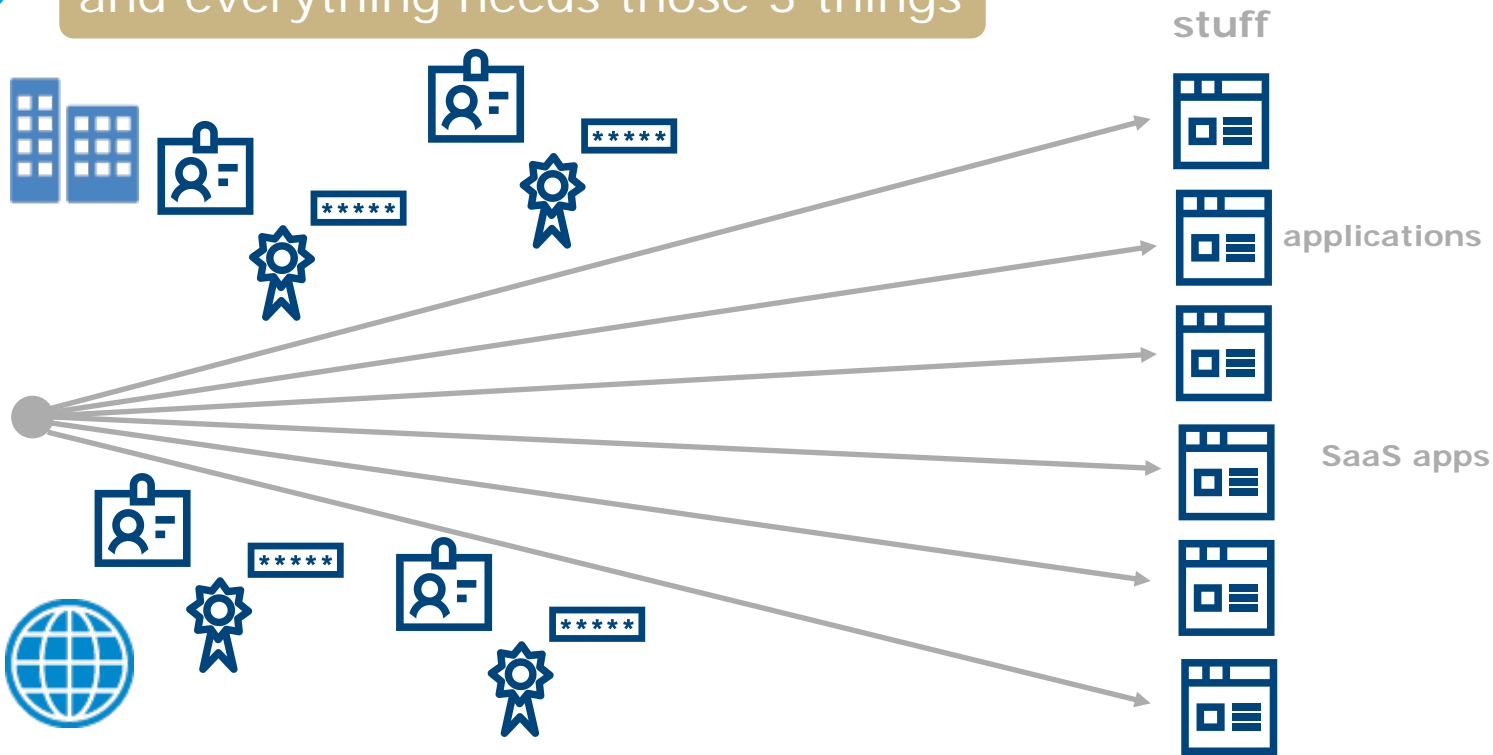 and everything needs those 3 things
stuff
*****
*****
applications
SaaS apps
*****
*****